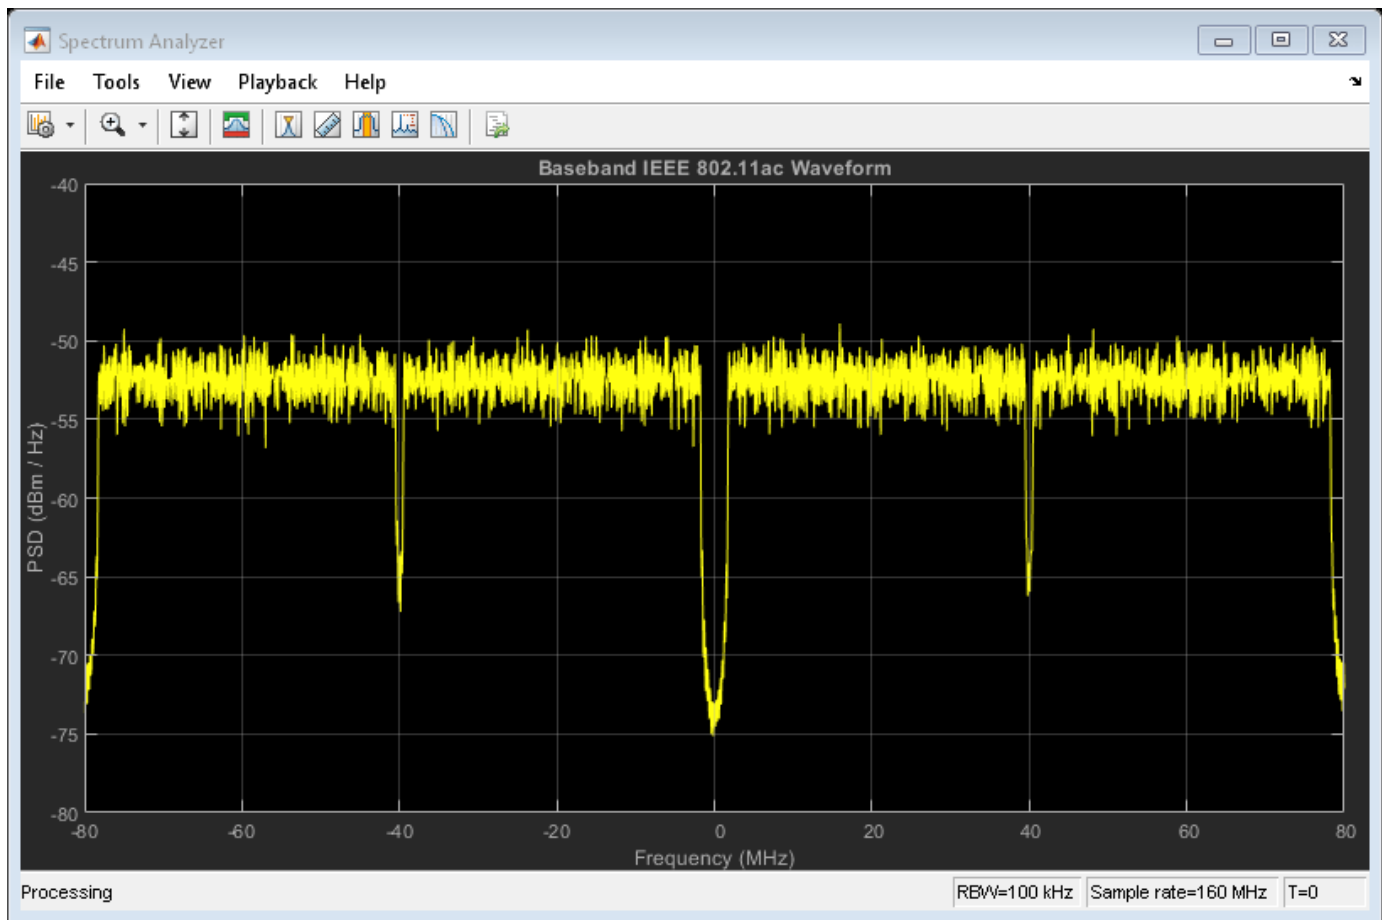 Spectrum Analyzer
File Tools View Playback Help
Baseband IEEE 802.11ac Waveform
-40
-45
-50
-55
-60
-65
-70
-75
-80
PSD (dBm / Hz)
-80 -60 -40 -20 0 20 40 60 80
Frequency (MHz)
Processing RBW=100 kHz Sample rate=160 MHz T=0